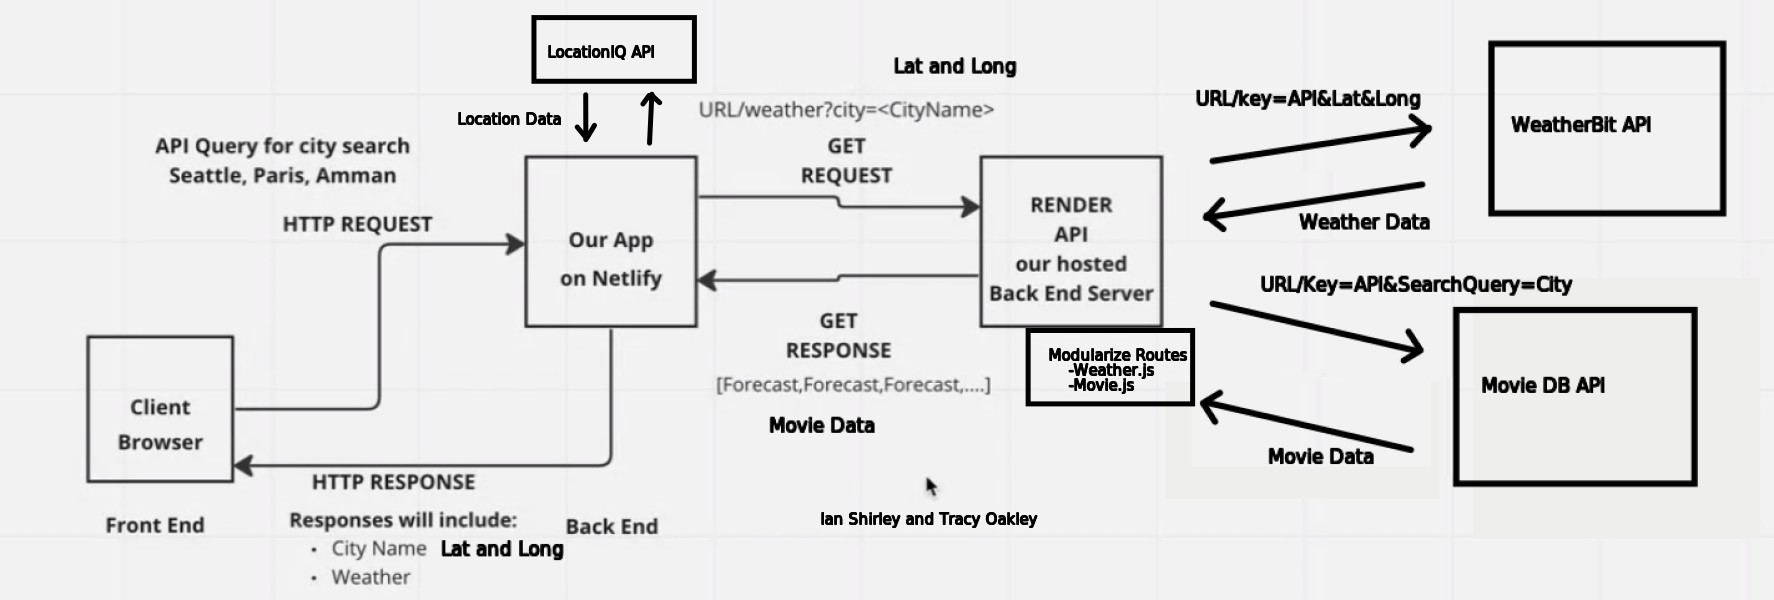 LocationIQ API
Lat and Long
URL/key=API&Lat&Long
WeatherBit API
Location Data
URL/weather?city=<CityName>
API Query for city search
Seattle, Paris, Amman
GET
REQUEST
HTTP REQUEST
Our App
on Netlify
RENDER
API
our hosted
Back End Server
Weather Data
URL/Key=API&SearchQuery=City
GET
RESPONSE
[Forecast,Forecast,Forecast,....]
Movie Data
Modularize Routes
-Weather.js
-Movie.js
Movie DB API
Movie Data
Client
Browser
HTTP RESPONSE
Front End
Responses will include:
• City Name Lat and Long
• Weather
Back End
Ian Shirley and Tracy Oakley